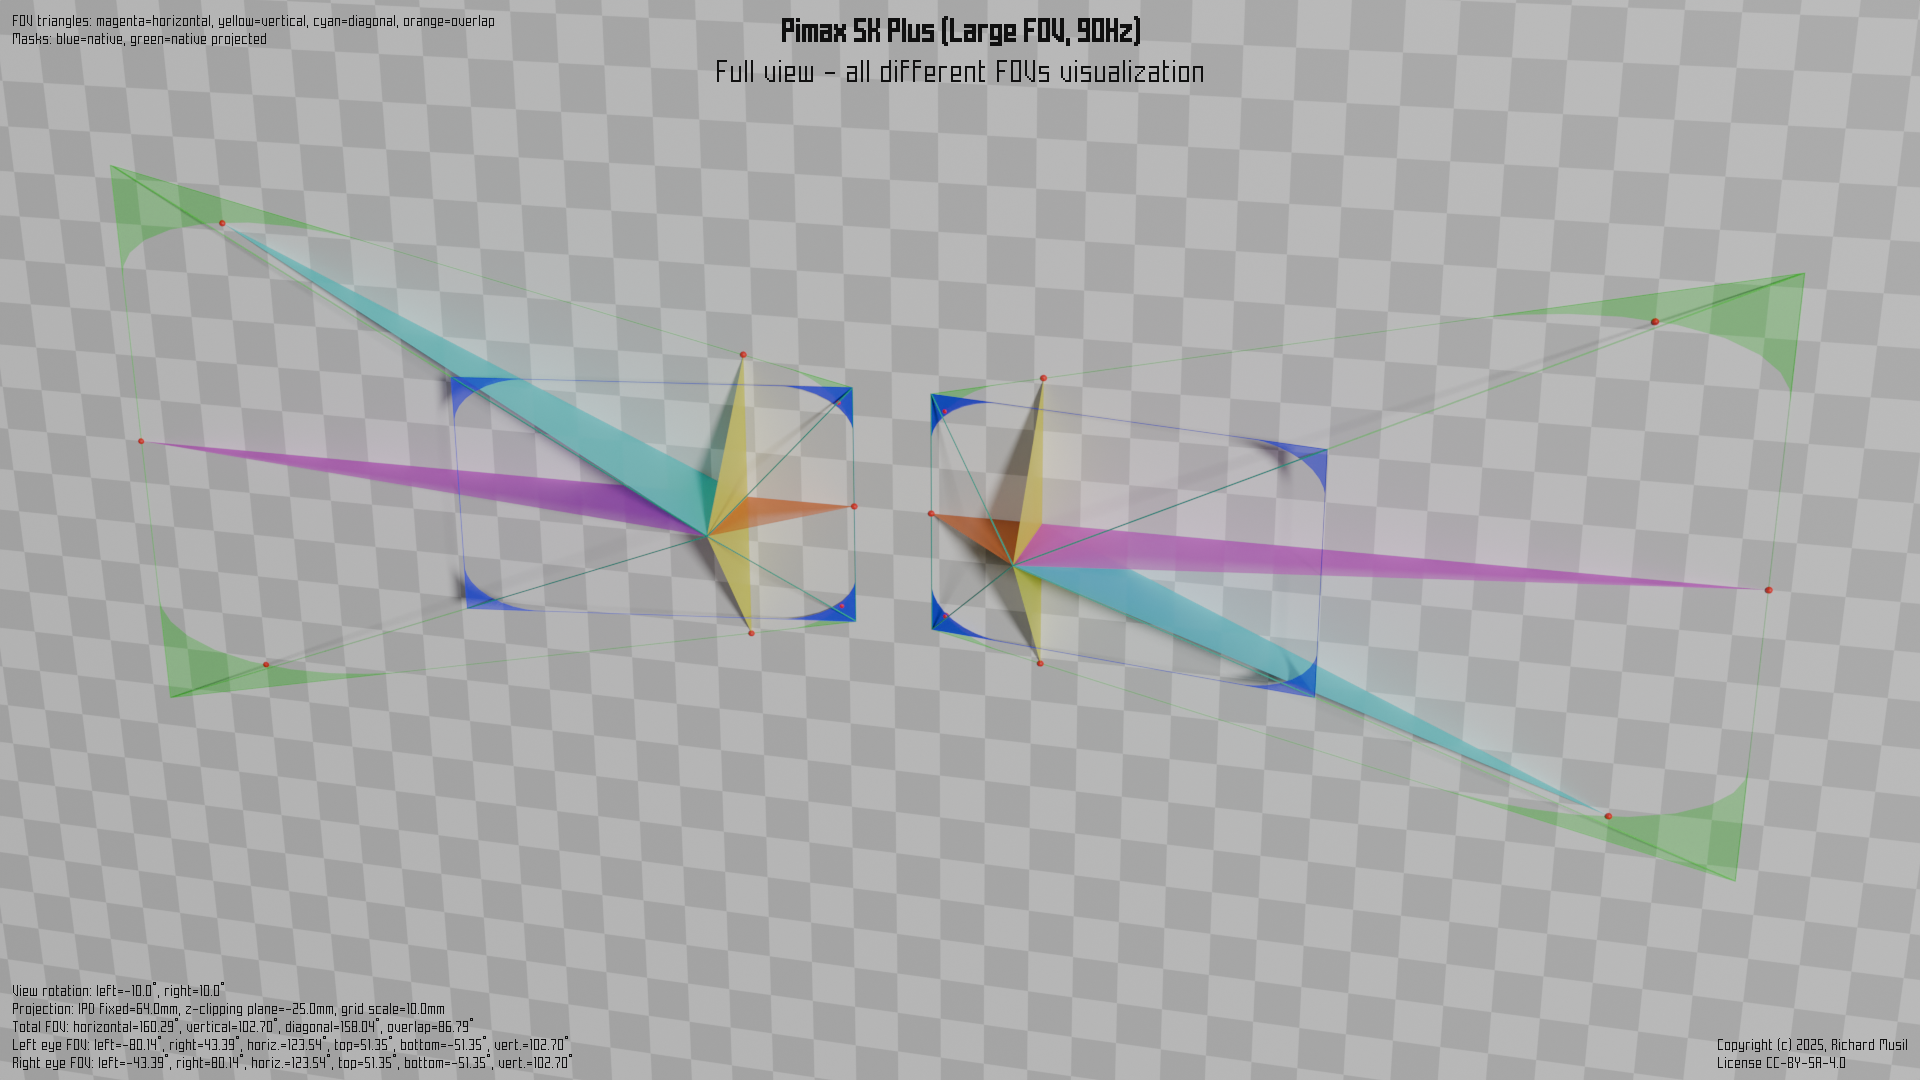 FOV triangles: magenta=horizontal, yellow=vertical, cyan=diagonal, orange=overlap
Masks: blue=native, green=native projected
Pimax 5K Plus (Large FOV, 90Hz)
Full view - all different FOVs visualization
View rotation: left=-10.0°, right=10.0°
Projection: IPD fixed=64.0mm, z-clipping plane=-25.0mm, grid scale=10.0mm
Total FOV: horizontal=160.29°, vertical=102.70°, diagonal=158.04°, overlap=86.79°
Left eye FOV: left=-80.14°, right=43.39°, horiz.=123.54°, top=51.35°, bottom=-51.35°, vert.=102.70°
Right eye FOV: left=-43.39°, right=80.14°, horiz.=123.54°, top=51.35°, bottom=-51.35°, vert.=102.70°
Copyright (c) 2025, Richard Musil
License CC-BY-SA-4.0